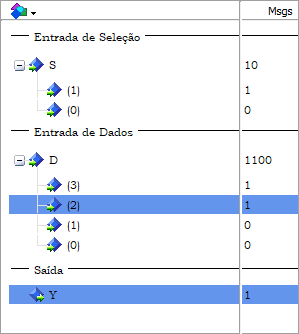 Msgs
Entrada de Seleção
S 10
(1) 1
(0) 0
Entrada de Dados
D 1100
(3) 1
(2) 1
(1) 0
(0) 0
Saída
Y 1